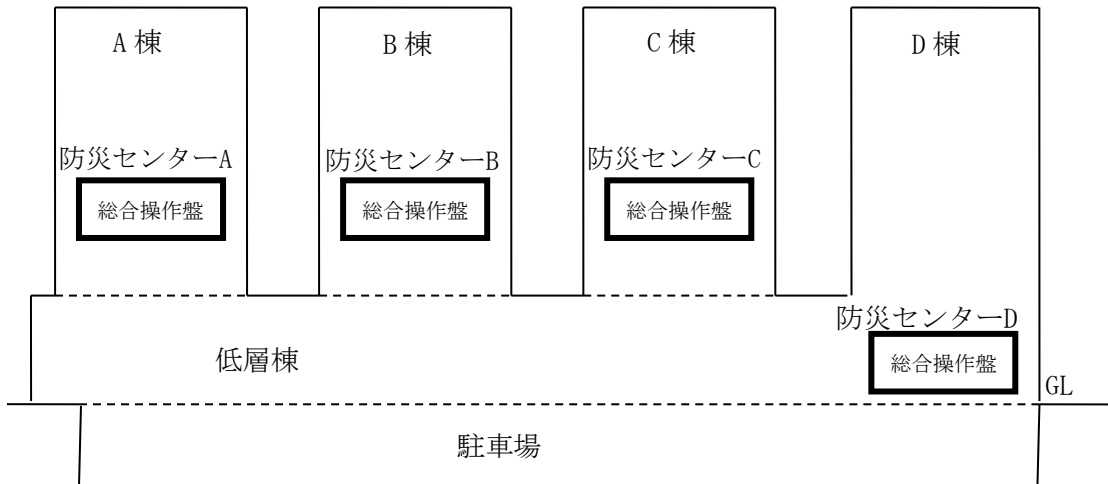 A棟
B棟
C棟
D棟
防災センターA
防災センターB
防災センターC
総合操作盤
総合操作盤
総合操作盤
防災センターD
低層棟
総合操作盤
GL
駐車場